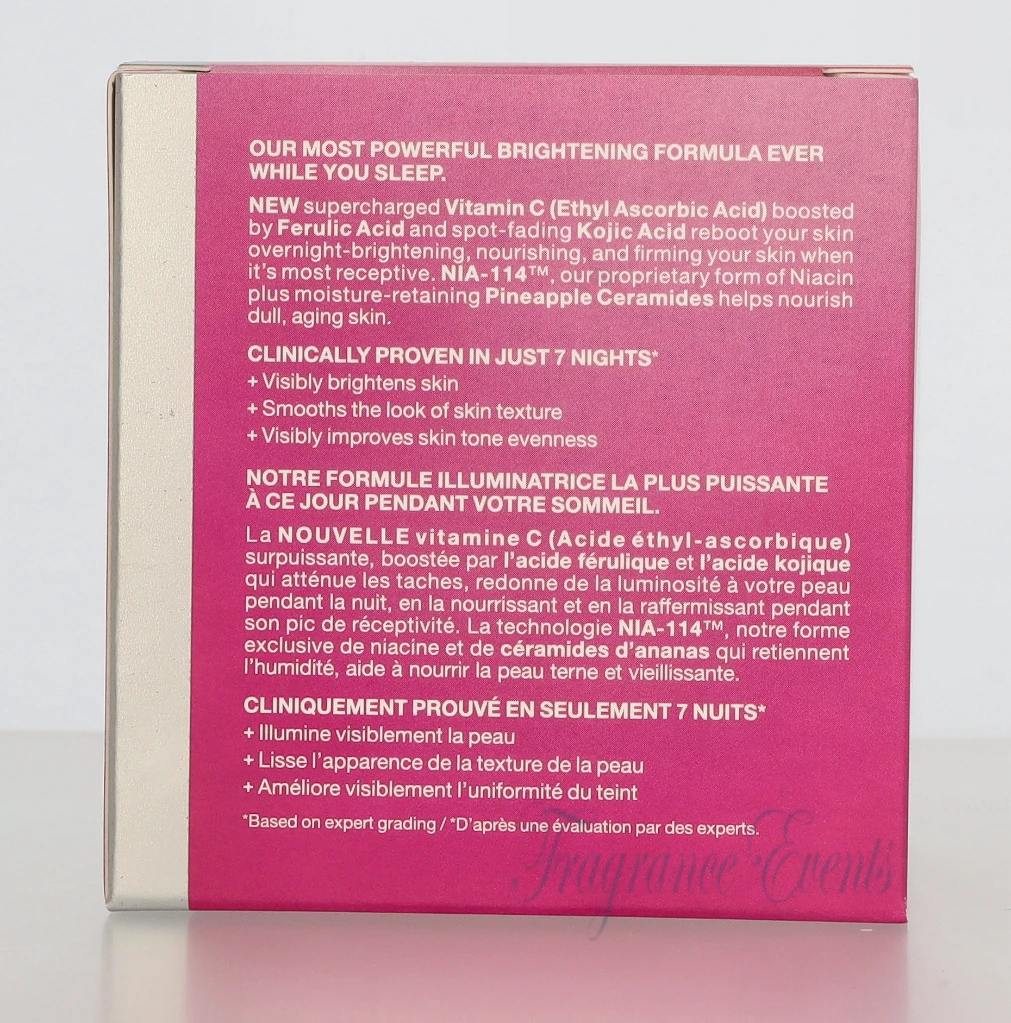 OUR MOST POWERFUL BRIGHTENING FORMULA EVER
WHILE YOU SLEEP.
NEW supercharged Vitamin C (Ethyl Ascorbic Acid) boosted
by Ferulic Acid and spot-fading Kojic Acid reboot your skin
overnight-brightening, nourishing, and firming your skin when
it's most receptive. NIA-114™, our proprietary form of Niacin
plus moisture-retaining Pineapple Ceramides helps nourish
dull, aging skin.
CLINICALLY PROVEN IN JUST 7 NIGHTS*
+ Visibly brightens skin
+ Smooths the look of skin texture
+ Visibly improves skin tone evenness
NOTRE FORMULE ILLUMINATRICE LA PLUS PUISSANTE
À CE JOUR PENDANT VOTRE SOMMEIL.
La NOUVELLE vitamine C (Acide éthyl-ascorbique)
surpuissante, boostée par l'acide férulique et l'acide kojique
qui atténue les taches, redonne de la luminosité à votre peau
pendant la nuit, en la nourrissant et en la raffermissant pendant
son pic de réceptivité. La technologie NIA-114™, notre forme
exclusive de niacine et de céramides d'ananas qui retiennent
l'humidité, aide à nourrir la peau terne et vieillissante.
CLINIQUEMENT PROUVÉ EN SEULEMENT 7 NUITS*
+ Illumine visiblement la peau
+ Lisse l'apparence de la texture de la peau
+ Améliore visiblement l'uniformité du teint
*Based on expert grading / *D'après une évaluation par des experts.
Fragrance Events